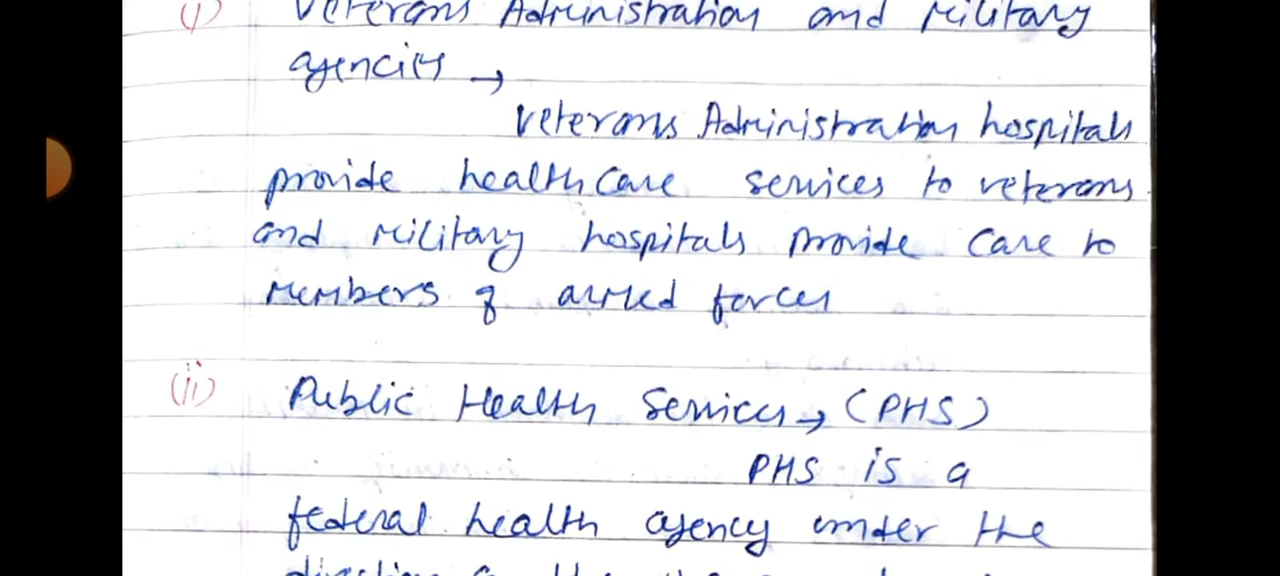 (i) Veterans Administration and Military
agencies →
Veterans Administration hospitals
provide healthcare services to veterans
and Military hospitals provide care to
Members of armed forces
(ii) Public Health Services → (PHS)
PHS is a
federal health agency under the